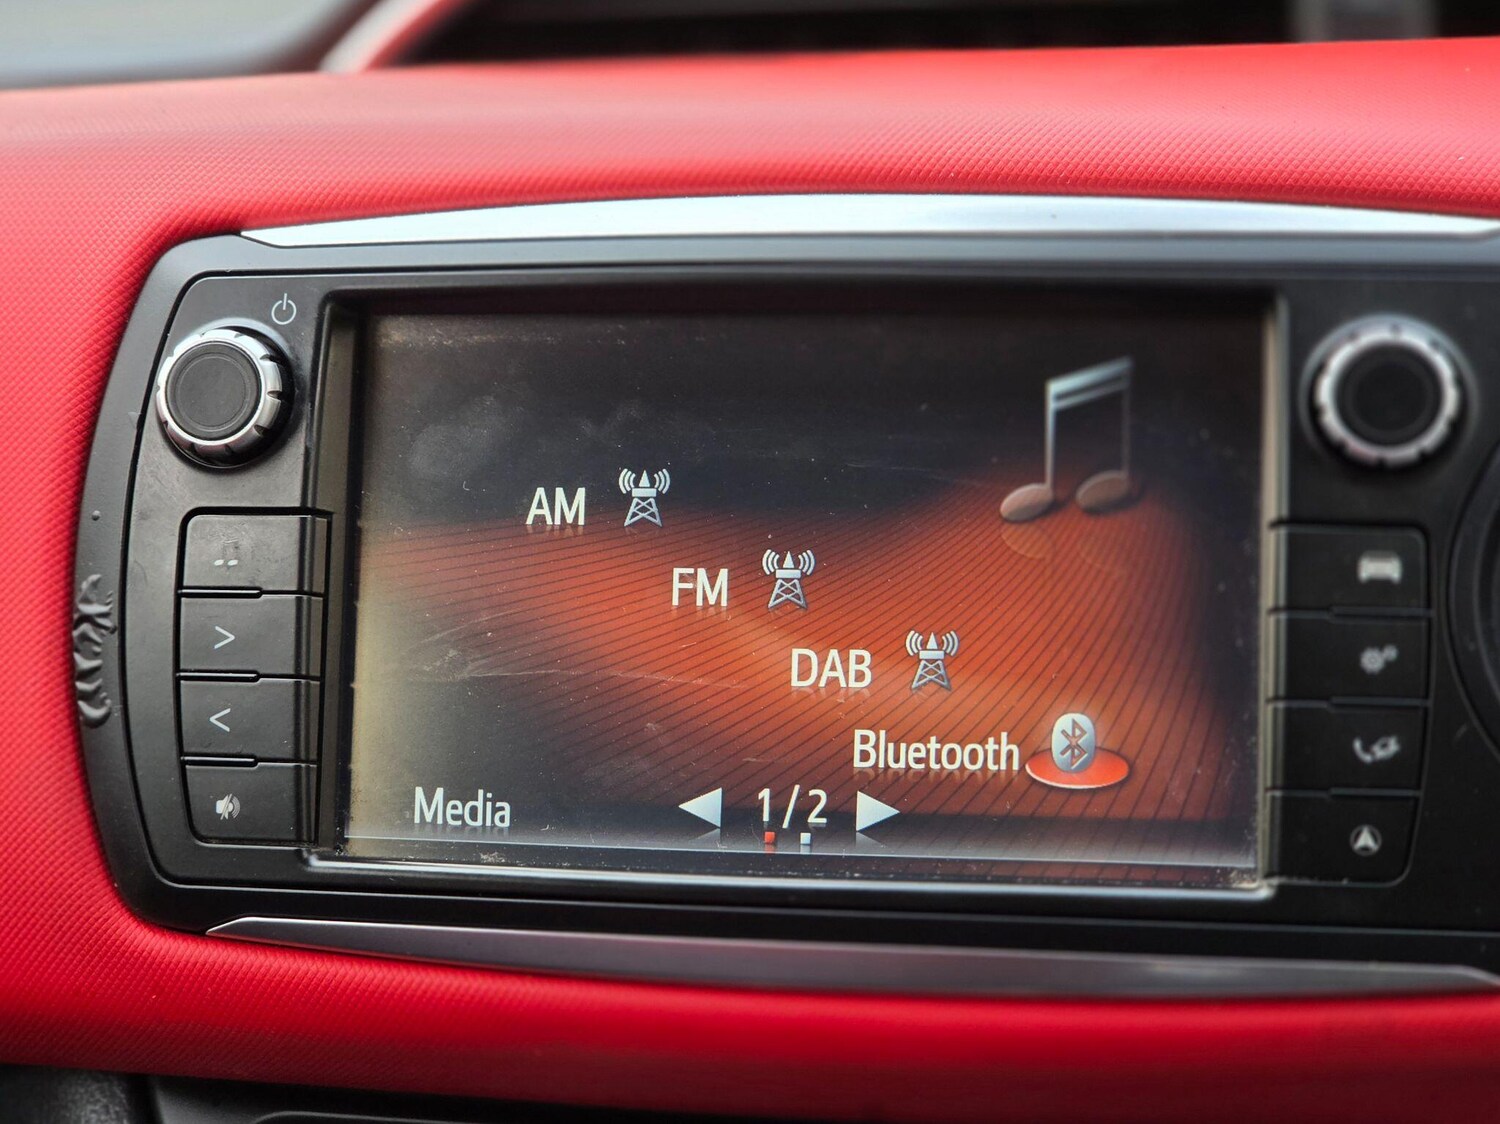 AM
FM
DAB
Bluetooth
Media
1/2